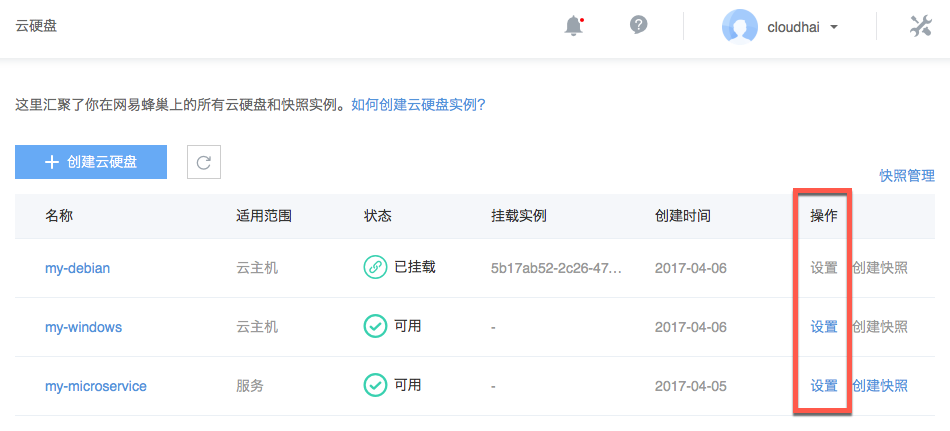 云硬盘
cloudhai
这里汇聚了你在网易蜂巢上的所有云硬盘和快照实例。如何创建云硬盘实例?
创建云硬盘
快照管理
名称 适用范围 状态 挂载实例 创建时间 操作
my-debian 云主机 已挂载 5b17ab52-2c26-47... 2017-04-06 设置 创建快照
my-windows 云主机 可用 - 2017-04-06 设置 创建快照
my-microservice 服务 可用 - 2017-04-05 设置 创建快照